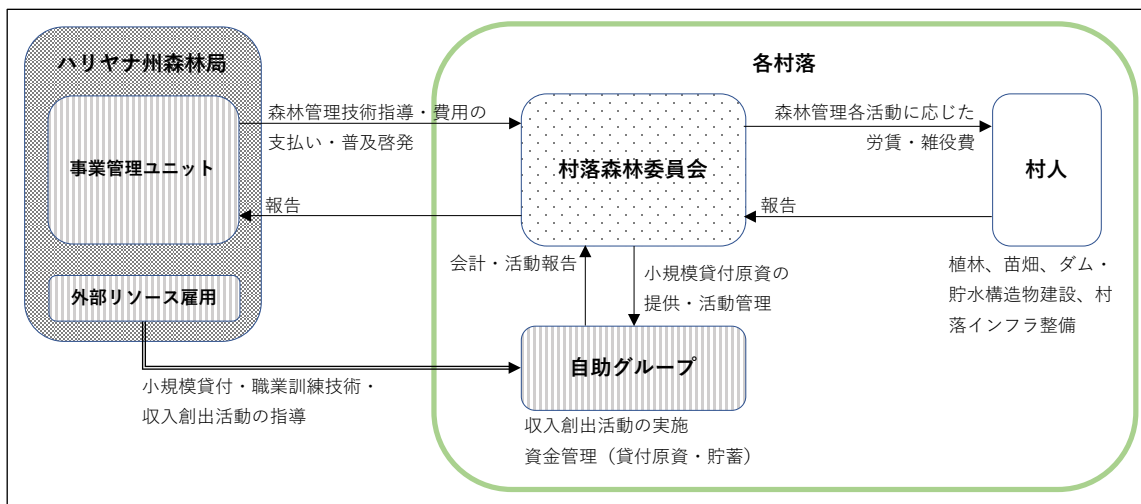 ハリヤナ州森林局
各村落
事業管理ユニット
森林管理技術指導・費用の
支払い・普及啓発
村落森林委員会
森林管理各活動に応じた
労賃・雑役費
村人
報告
報告
会計・活動報告
小規模貸付原資の
提供・活動管理
植林、苗畑、ダム・
貯水構造物建設、村
落インフラ整備
外部リソース雇用
自助グループ
小規模貸付・職業訓練技術・
収入創出活動の指導
収入創出活動の実施
資金管理（貸付原資・貯蓄）